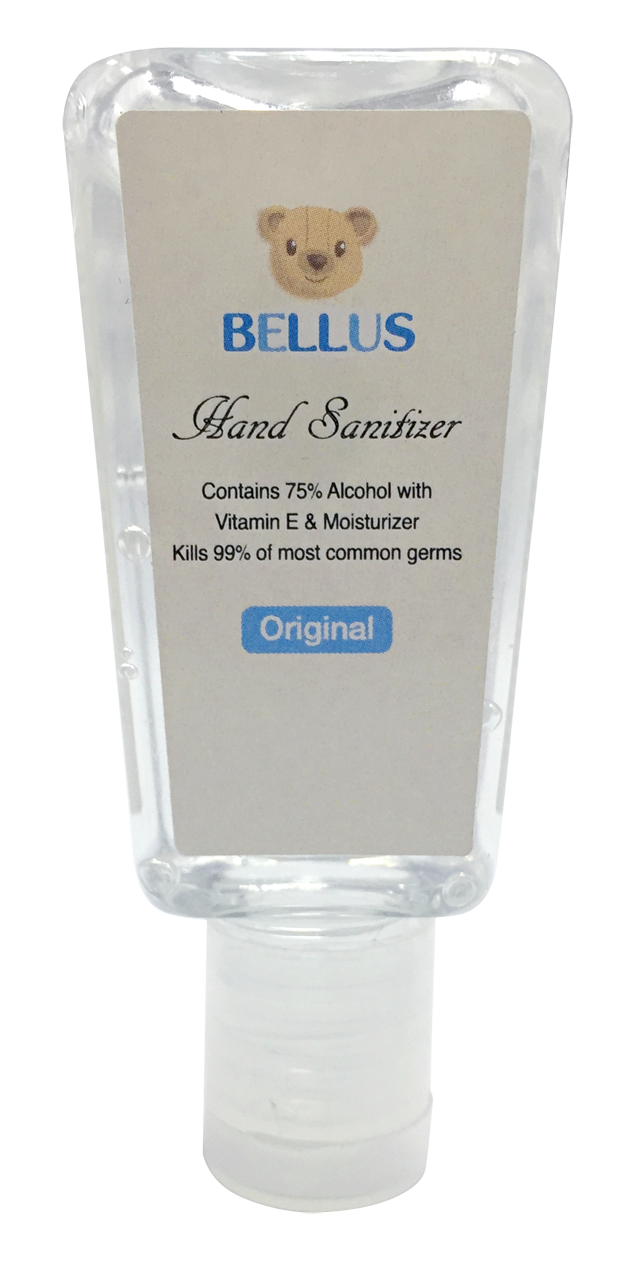 BELLUS
Hand Sanitizer
Contains 75% Alcohol with
Vitamin E & Moisturizer
Kills 99% of most common germs
Original